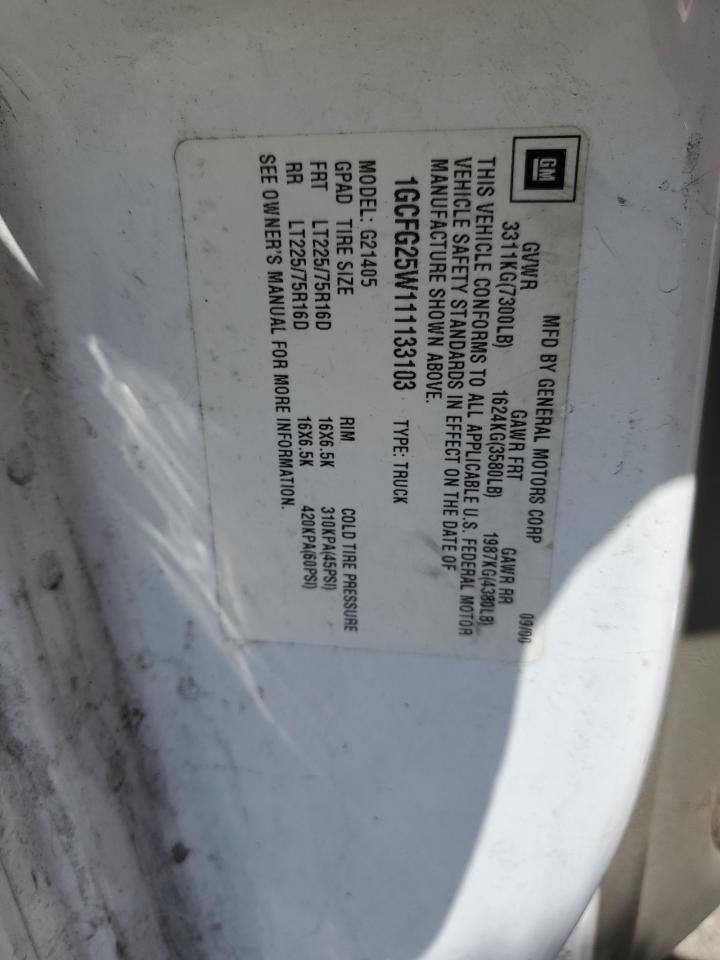 GM
MFD BY GENERAL MOTORS CORP 09/00
GVWR GAWR FRT GAWR RR
3311KG(7300LB) 1624KG(3580LB) 1987KG(4380LB)
THIS VEHICLE CONFORMS TO ALL APPLICABLE U.S. FEDERAL MOTOR
VEHICLE SAFETY STANDARDS IN EFFECT ON THE DATE OF
MANUFACTURE SHOWN ABOVE.
1GCFG25W111133103 TYPE: TRUCK
MODEL: G21405
GPAD TIRE SIZE RIM COLD TIRE PRESSURE
FRT LT225/75R16D 16X6.5K 310KPA(45PSI)
RR LT225/75R16D 16X6.5K 420KPA(60PSI)
SEE OWNER'S MANUAL FOR MORE INFORMATION.